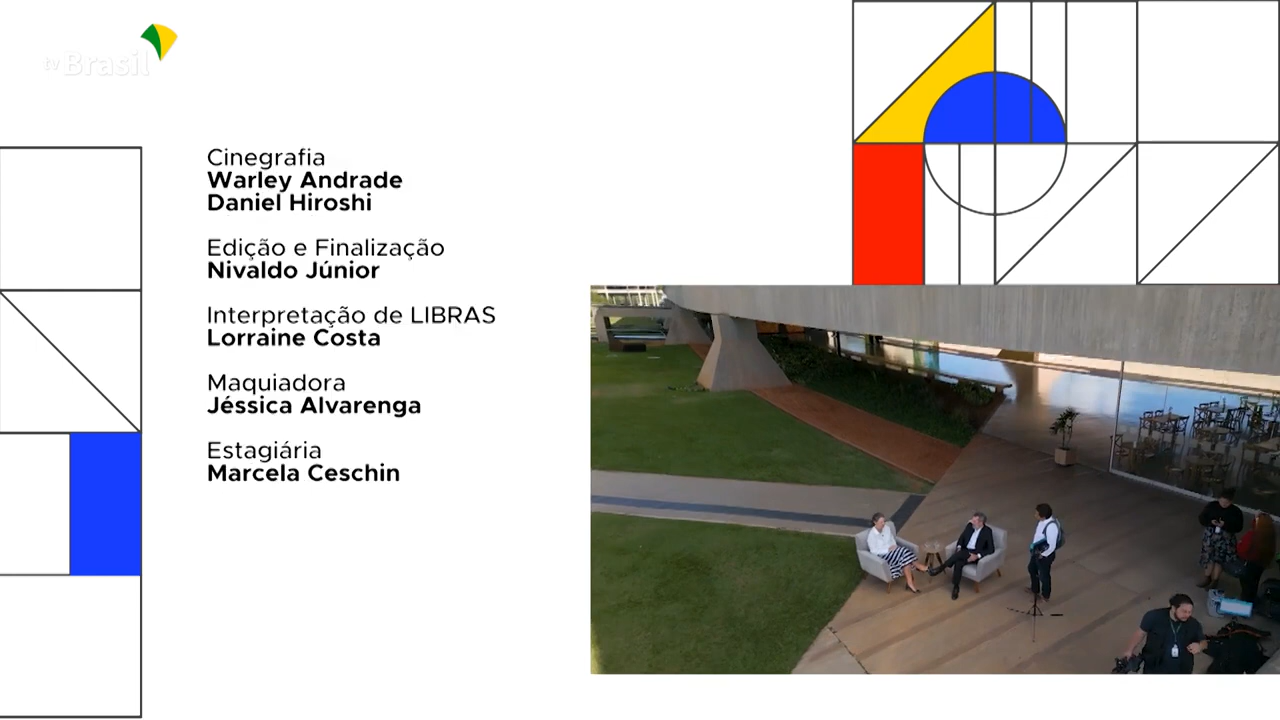 tv Brasil
Cinegrafia
Warley Andrade
Daniel Hiroshi
Edição e Finalização
Nivaldo Júnior
Interpretação de LIBRAS
Lorraine Costa
Maquiadora
Jéssica Alvarenga
Estagiária
Marcela Ceschin